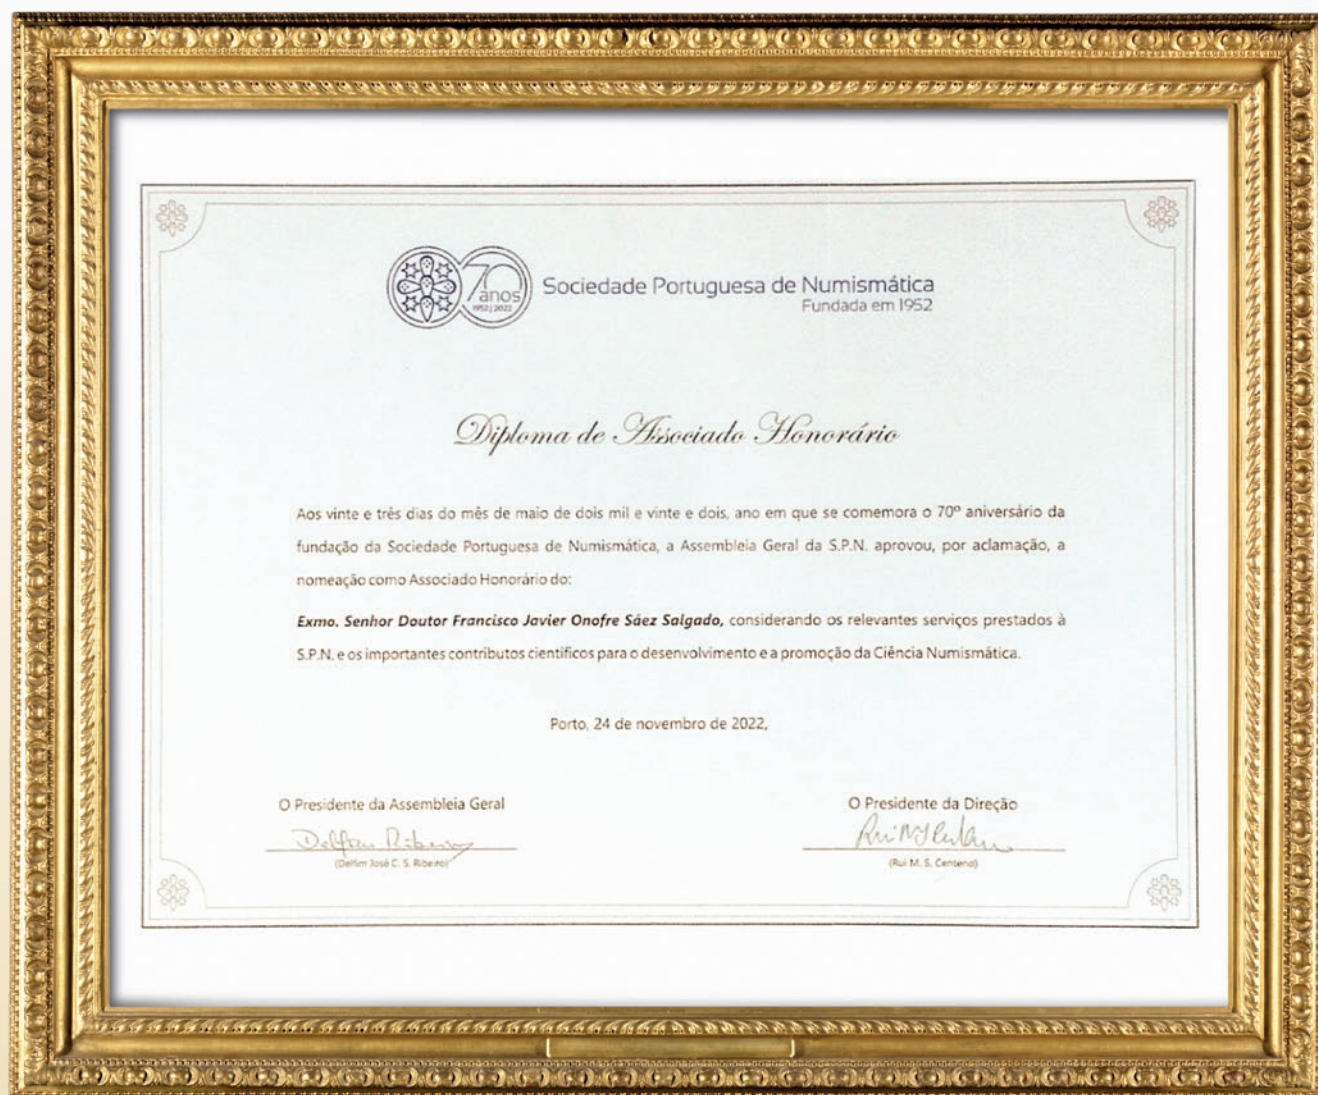 70
anos
1952 | 2022
Sociedade Portuguesa de Numismática
Fundada em 1952
Diploma de Associado Honorário
Aos vinte e três dias do mês de maio de dois mil e vinte e dois, ano em que se comemora o 70º aniversário da
fundação da Sociedade Portuguesa de Numismática, a Assembleia Geral da S.P.N. aprovou, por aclamação, a
nomeação como Associado Honorário do:
Exmo. Senhor Doutor Francisco Javier Onofre Sáez Salgado, considerando os relevantes serviços prestados à
S.P.N. e os importantes contributos científicos para o desenvolvimento e a promoção da Ciência Numismática.
Porto, 24 de novembro de 2022,
O Presidente da Assembleia Geral
Delfim Ribeiro
(Delfim José C. S. Ribeiro)
O Presidente da Direção
(Rui M. S. Centeno)